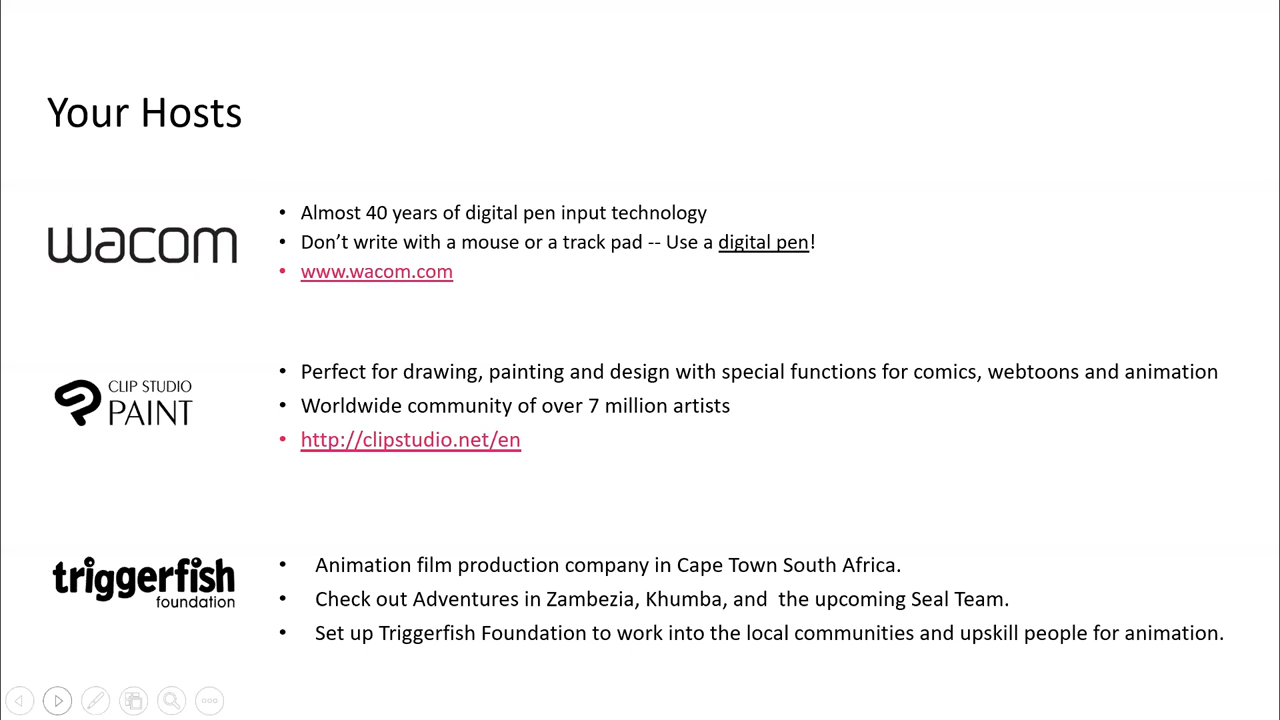 Your Hosts
wacom
• Almost 40 years of digital pen input technology
• Don’t write with a mouse or a track pad -- Use a digital pen!
• www.wacom.com
CLIP STUDIO
PAINT
• Perfect for drawing, painting and design with special functions for comics, webtoons and animation
• Worldwide community of over 7 million artists
• http://clipstudio.net/en
triggerfish
foundation
• Animation film production company in Cape Town South Africa.
• Check out Adventures in Zambezia, Khumba, and  the upcoming Seal Team.
• Set up Triggerfish Foundation to work into the local communities and upskill people for animation.